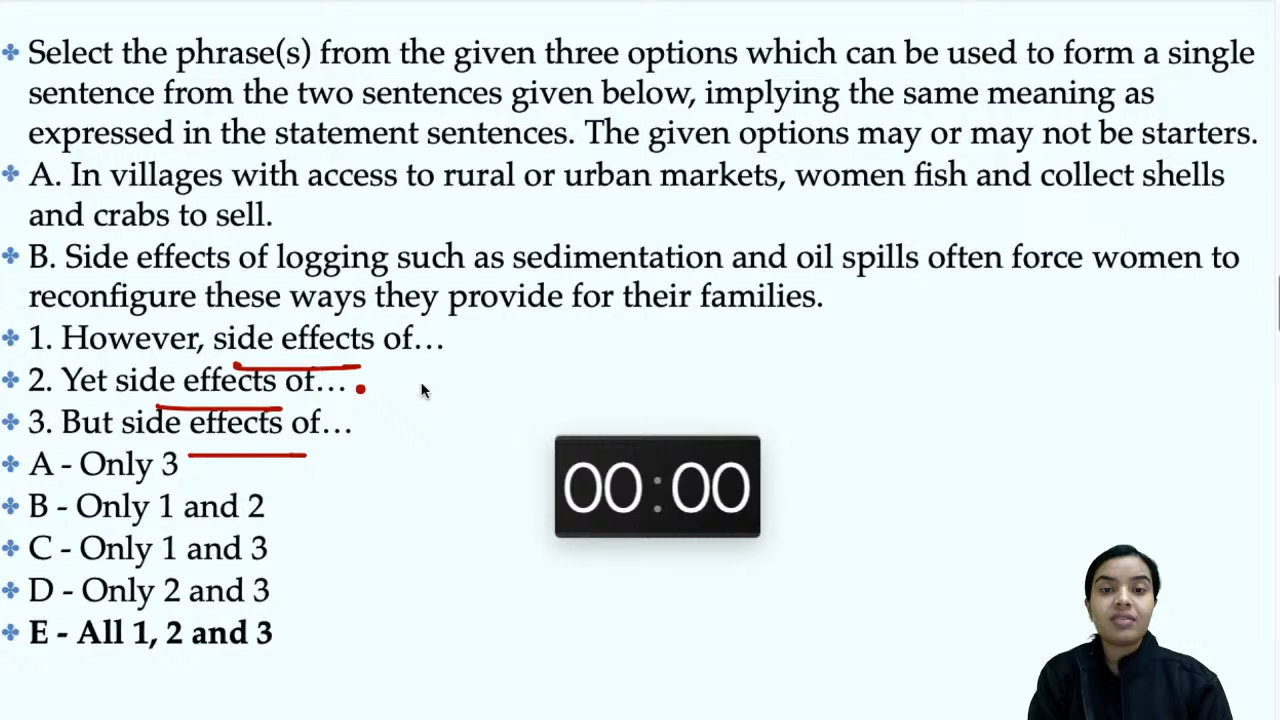 Select the phrase(s) from the given three options which can be used to form a single
sentence from the two sentences given below, implying the same meaning as
expressed in the statement sentences. The given options may or may not be starters.
A. In villages with access to rural or urban markets, women fish and collect shells
and crabs to sell.
B. Side effects of logging such as sedimentation and oil spills often force women to
reconfigure these ways they provide for their families.
1. However, side effects of…
2. Yet side effects of…
3. But side effects of…
A - Only 3
B - Only 1 and 2
C - Only 1 and 3
D - Only 2 and 3
E - All 1, 2 and 3
00:00